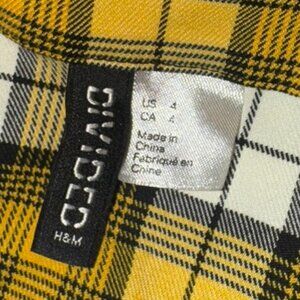 DIVIDED
H&M
US 4
CA 4
Made in
China
Fabriqué en
Chine